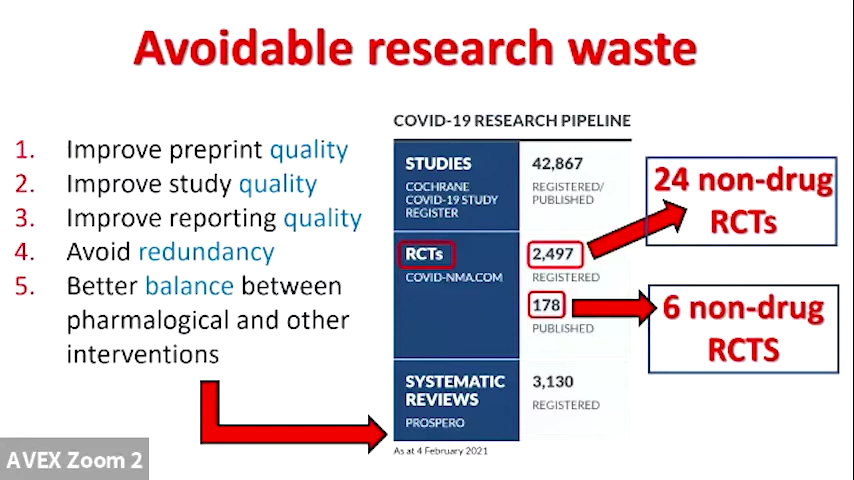 Avoidable research waste
1. Improve preprint quality
2. Improve study quality
3. Improve reporting quality
4. Avoid redundancy
5. Better balance between
pharmalogical and other
interventions
COVID-19 RESEARCH PIPELINE
STUDIES
COCHRANE
COVID-19 STUDY
REGISTER
42,867
REGISTERED/
PUBLISHED
RCTs
COVID-NMA.COM
2,497
REGISTERED
178
PUBLISHED
SYSTEMATIC
REVIEWS
PROSPERO
3,130
REGISTERED
As at 4 February 2021
24 non-drug
RCTs
6 non-drug
RCTS
AVEX Zoom 2